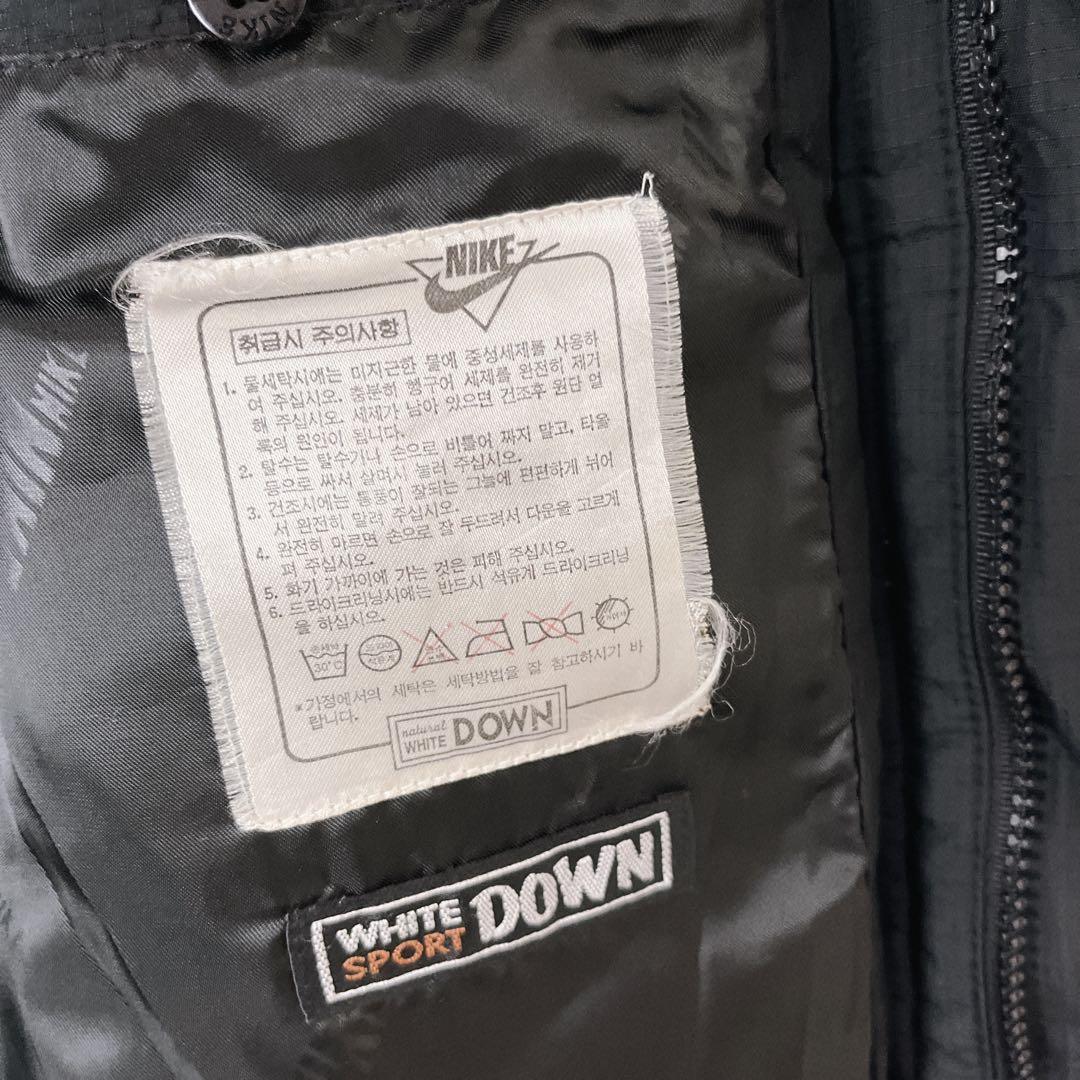 NIKE
NIKE
NIKE
취급시 주의사항
1. 물세탁시에는 미지근한 물에 중성세제를 사용하
여 주십시오. 충분히 헹구어 세제를 완전히 제거
해 주십시오. 세제가 남아 있으면 건조후 원단 얼
룩의 원인이 됩니다.
2. 탈수는 탈수기나 손으로 비틀어 짜지 말고, 타올
등으로 싸서 살며시 눌러 주십시오.
3. 건조시에는 통풍이 잘되는 그늘에 편편하게 뉘어
서 완전히 말려 주십시오.
4. 완전히 마르면 손으로 잘 두드려서 다운을 고르게
펴 주십시오.
5. 화기 가까이에 가는 것은 피해 주십시오.
6. 드라이크리닝시에는 반드시 석유계 드라이크리닝
을 하십시오.
손세탁
30°C
*가정에서의 세탁은 세탁방법을 잘 참고하시기 바
랍니다.
natural
WHITE DOWN
WHITE
SPORT DOWN